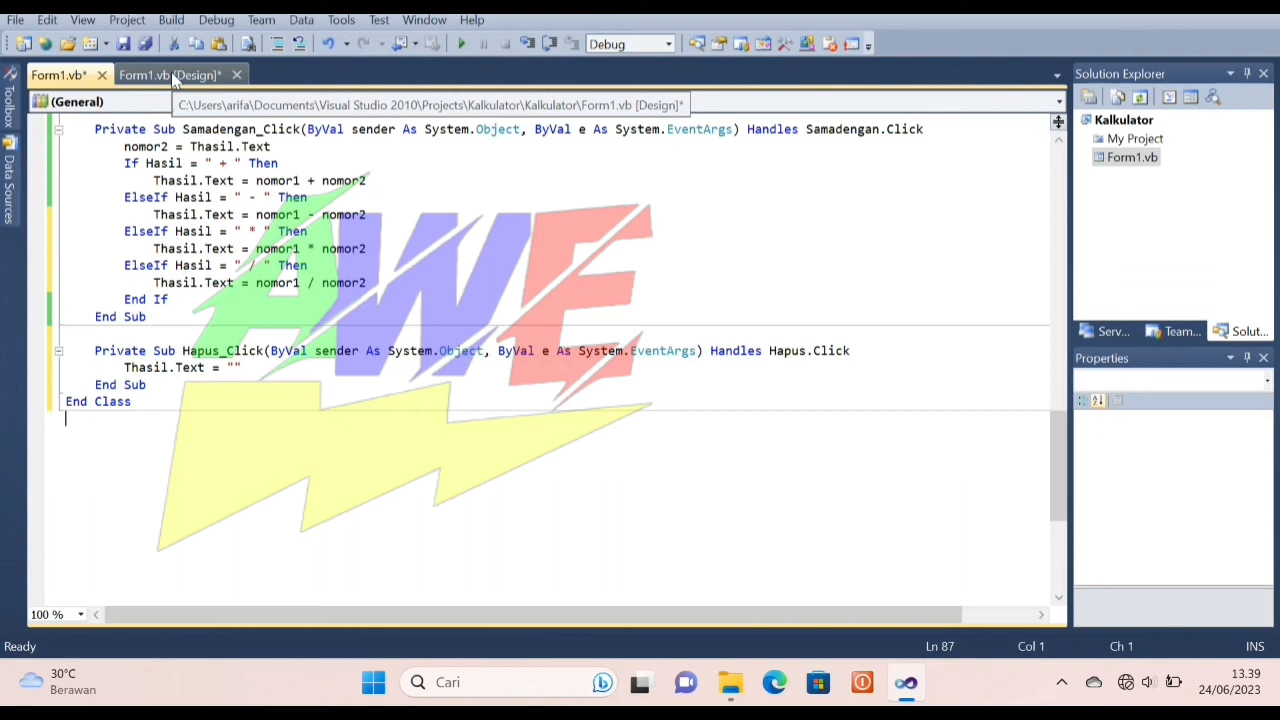 File Edit View Project Build Debug Team Data Tools Test Window Help
Debug
Form1.vb* Form1.vb [Design]* Solution Explorer
(General)
C:\Users\arifa\Documents\Visual Studio 2010\Projects\Kalkulator\Kalkulator\Form1.vb [Design]*
Toolbox
Data Sources
Kalkulator
My Project
Form1.vb
Private Sub Samadengan_Click(ByVal sender As System.Object, ByVal e As System.EventArgs) Handles Samadengan.Click
nomor2 = Thasil.Text
If Hasil = " + " Then
Thasil.Text = nomor1 + nomor2
ElseIf Hasil = " - " Then
Thasil.Text = nomor1 - nomor2
ElseIf Hasil = " * " Then
Thasil.Text = nomor1 * nomor2
ElseIf Hasil = " / " Then
Thasil.Text = nomor1 / nomor2
End If
End Sub
Private Sub Hapus_Click(ByVal sender As System.Object, ByVal e As System.EventArgs) Handles Hapus.Click
Thasil.Text = ""
End Sub
End Class
AWE
Serv... Team... Solut...
Properties
100 %
Ready Ln 87 Col 1 Ch 1 INS
30°C
Berawan
Cari
13.39
24/06/2023